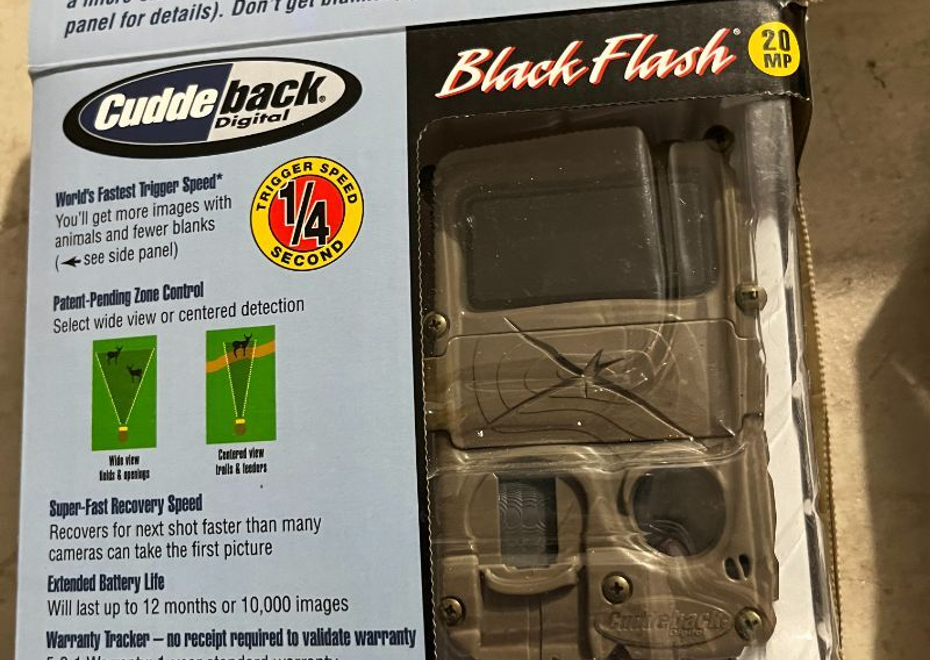 panel for details). Don't get
Cuddeback®
Digital
Black Flash®
20
MP
World's Fastest Trigger Speed*
You'll get more images with
animals and fewer blanks
(← see side panel)
TRIGGER SPEED
1/4
SECOND
Patent-Pending Zone Control
Select wide view or centered detection
Wide view
fields & openings
Centered view
trails & feeders
Super-Fast Recovery Speed
Recovers for next shot faster than many
cameras can take the first picture
Extended Battery Life
Will last up to 12 months or 10,000 images
Warranty Tracker – no receipt required to validate warranty
Cuddeback
Digital